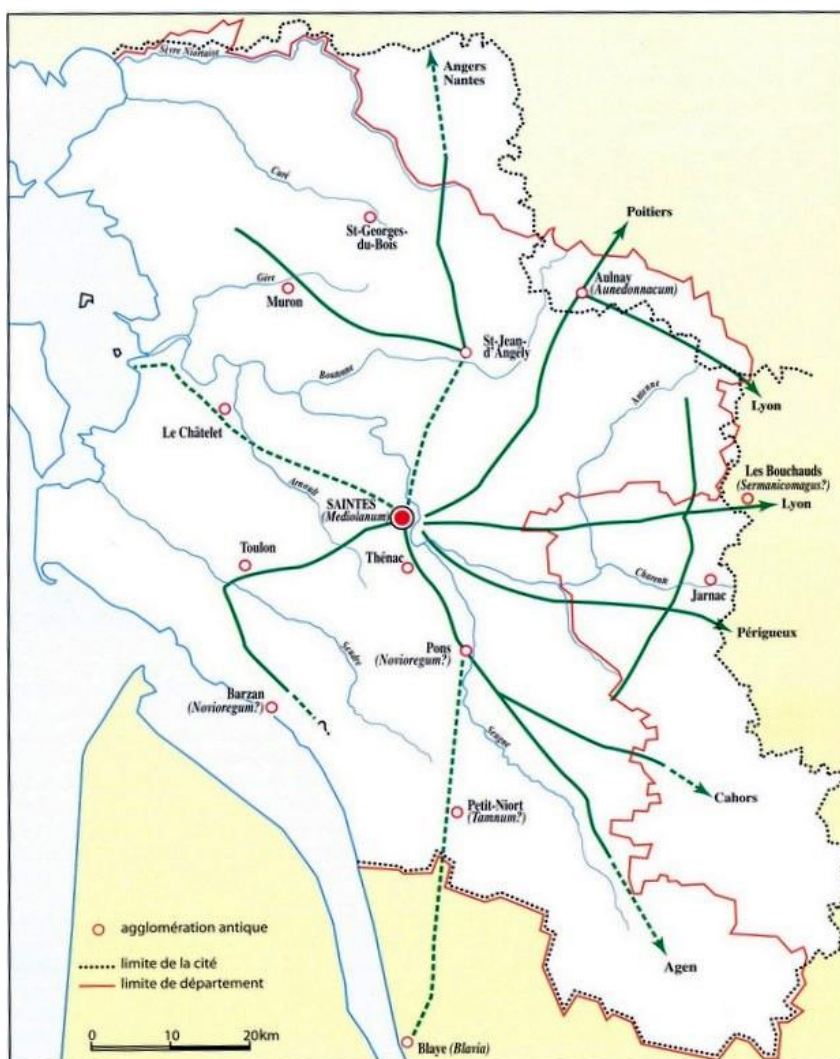 Sèvre Niortaise
Angers
Nantes
Curé
St-Georges-
du-Bois
Poitiers
Aulnay
(Aunedonnacum)
Gère
Muron
St-Jean-
d'Angély
Boutonne
Antenne
Lyon
Le Châtelet
Arnoult
Les Bouchauds
(Sermanicomagus?)
SAINTES
(Mediolanum)
Lyon
Toulon
Thénac
Charente
Jarnac
Périgueux
Pons
(Novioregum?)
Seudre
Barzan
(Novioregum?)
Seugne
Cahors
Petit-Niort
(Tamnum?)
agglomération antique
limite de la cité
limite de département
Agen
0 10 20km
Blaye (Blavia)